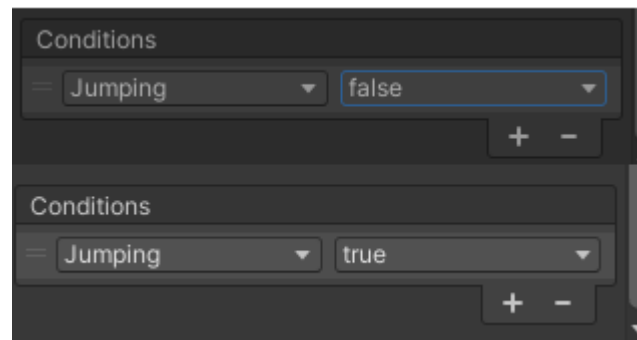 Conditions
Jumping false
+ -
Conditions
Jumping true
+ -